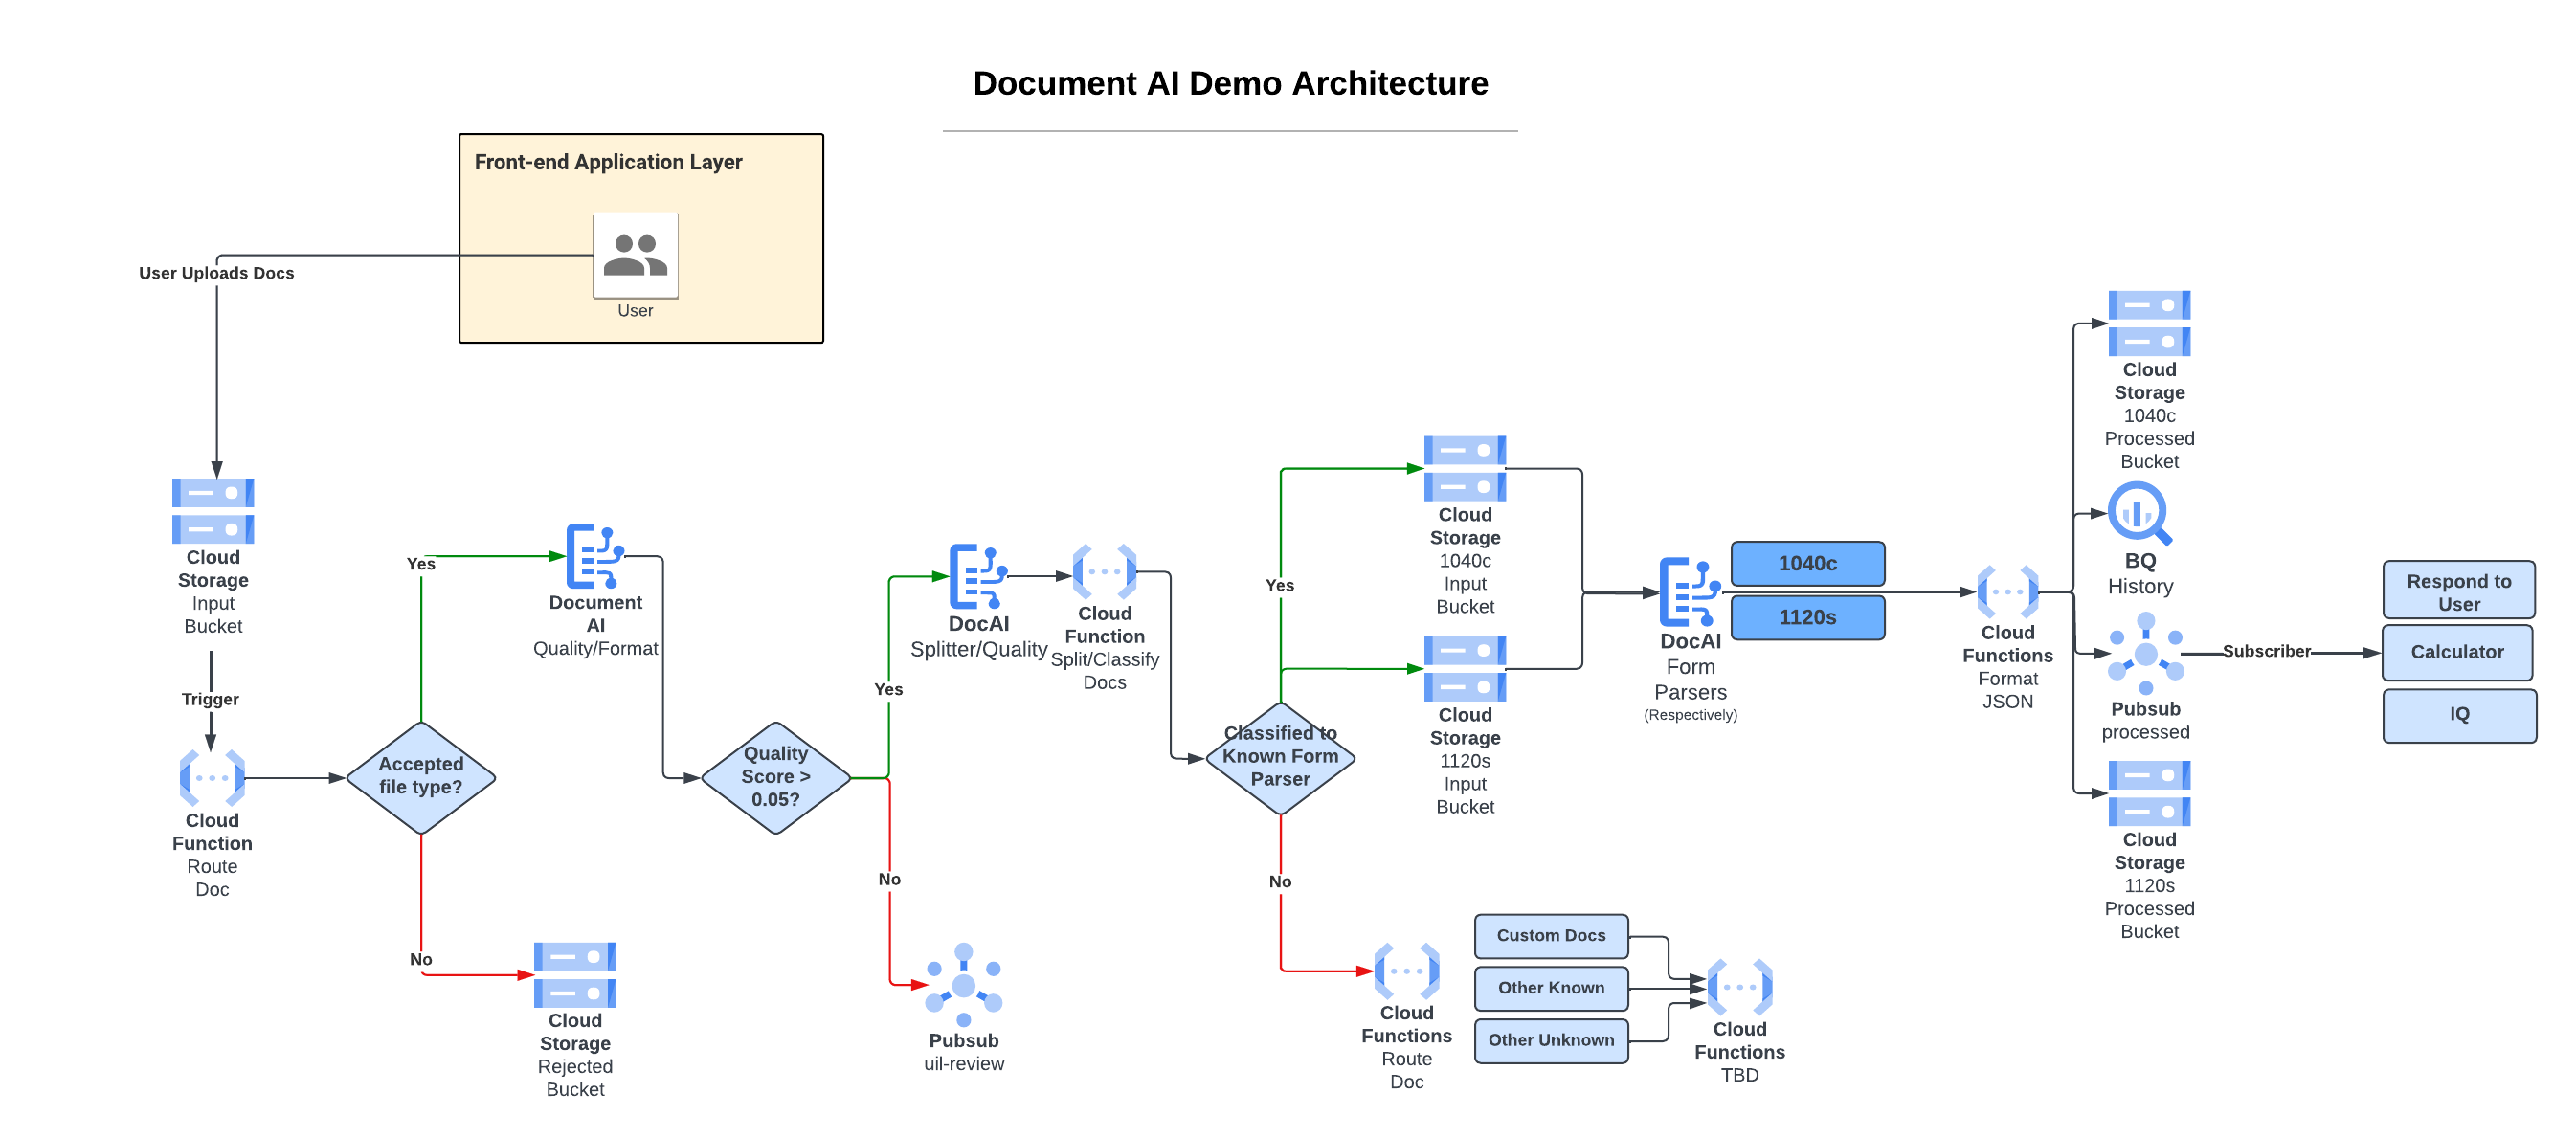 Document AI Demo Architecture
Front-end Application Layer
User
User Uploads Docs
Cloud
Storage
Input
Bucket
Trigger
Cloud
Function
Route
Doc
Accepted
file type?
Yes
No
Document
AI
Quality/Format
Cloud
Storage
Rejected
Bucket
Quality
Score >
0.05?
Yes
No
DocAI
Splitter/Quality
Pubsub
uil-review
Cloud
Function
Split/Classify
Docs
Classified to
Known Form
Parser
Yes
No
Cloud
Storage
1040c
Input
Bucket
Cloud
Storage
1120s
Input
Bucket
Cloud
Functions
Route
Doc
Custom Docs
Other Known
Other Unknown
Cloud
Functions
TBD
DocAI
Form
Parsers
(Respectively)
1040c
1120s
Cloud
Functions
Format
JSON
Cloud
Storage
1040c
Processed
Bucket
BQ
History
Pubsub
processed
Cloud
Storage
1120s
Processed
Bucket
Subscriber
Respond to
User
Calculator
IQ